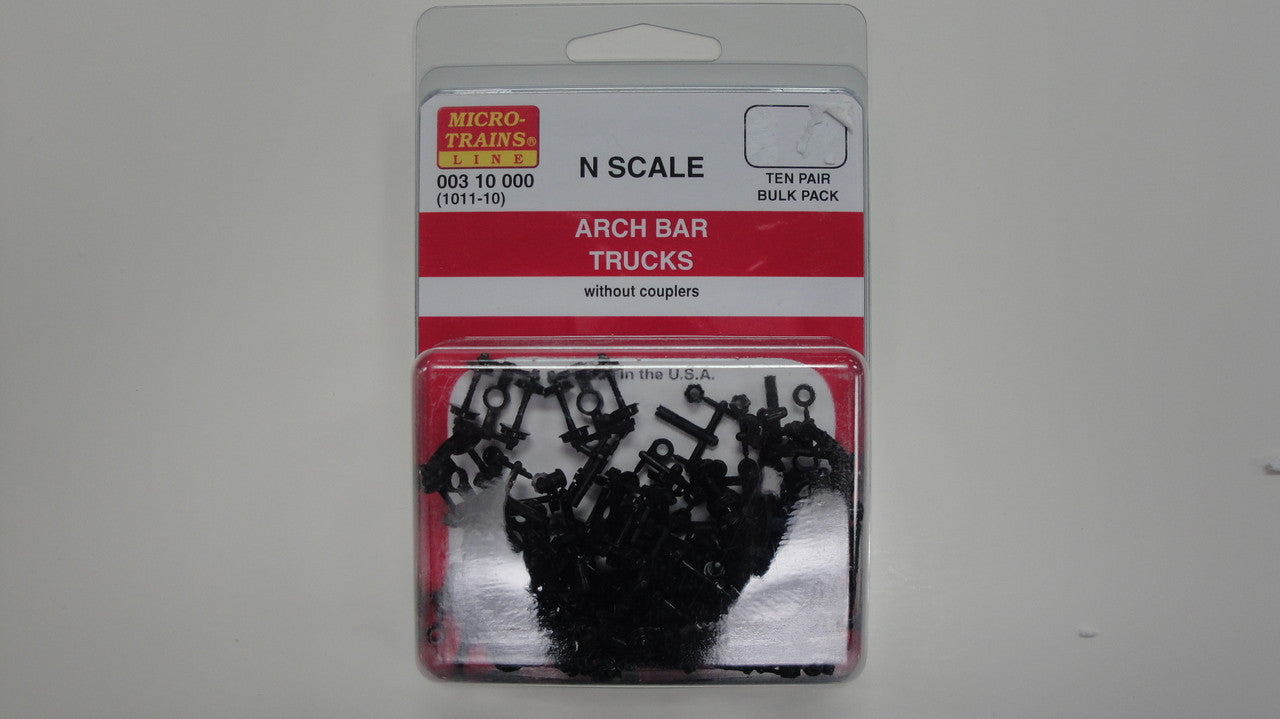 MICRO-
TRAINS®
LINE
003 10 000
(1011-10)
N SCALE
TEN PAIR
BULK PACK
ARCH BAR
TRUCKS
without couplers
in the U.S.A.